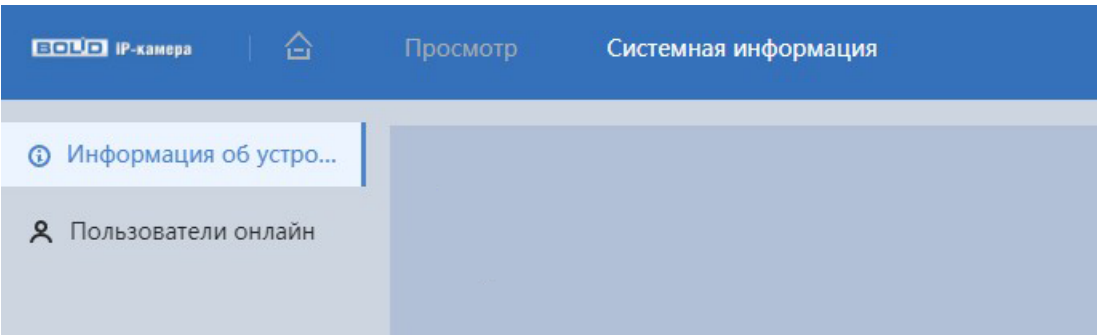 BOLID IP-камера Просмотр Системная информация
Информация об устро...
Пользователи онлайн